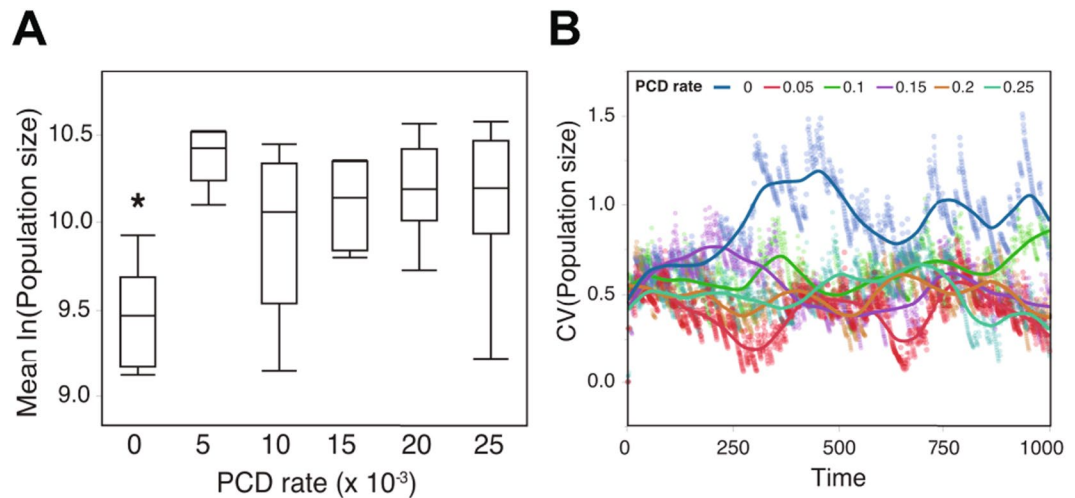 A
Mean ln(Population size)
10.5
10.0
9.5
9.0
*
0 5 10 15 20 25
PCD rate (x 10⁻³)
B
CV(Population size)
PCD rate 0 0.05 0.1 0.15 0.2 0.25
1.5
1.0
0.5
0.0
0 250 500 750 1000
Time